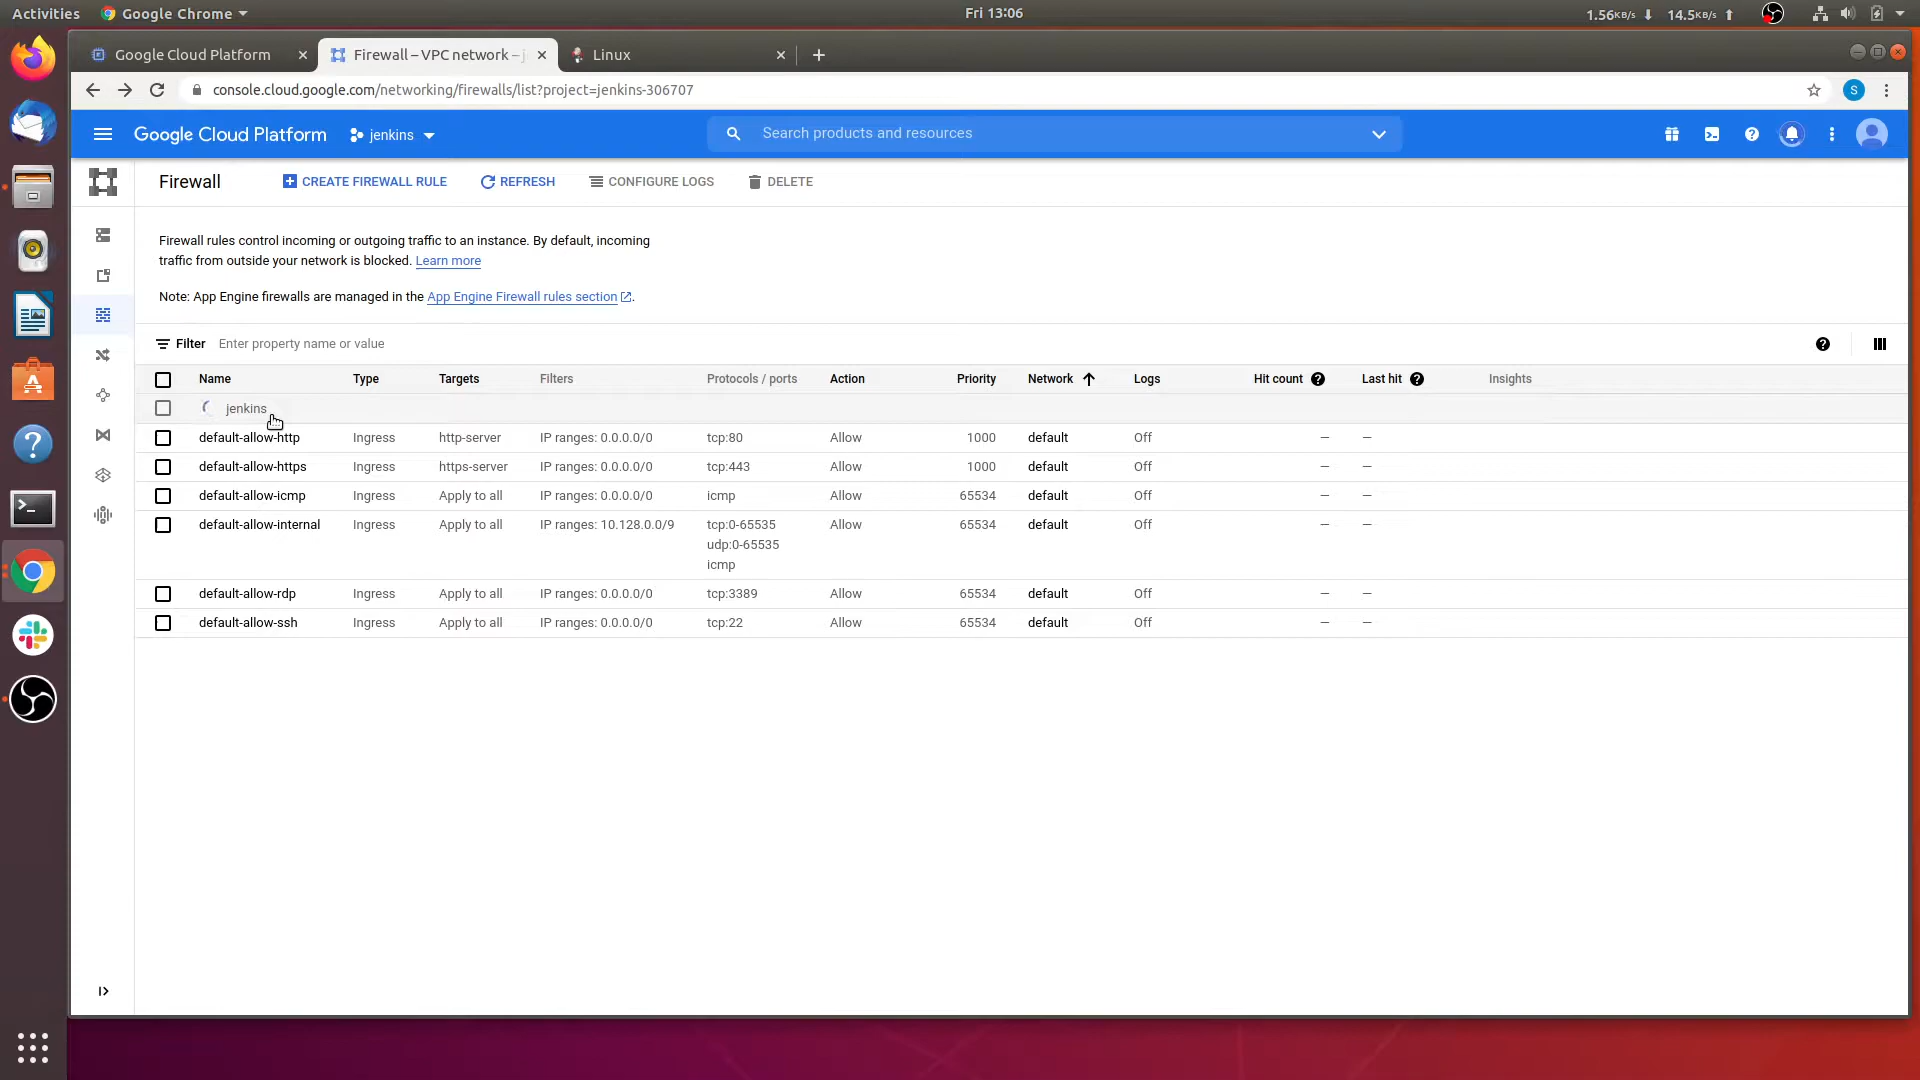 Activities
Google Chrome
Fri 13:06
1.56KB/s
14.5KB/s
Google Cloud Platform
Firewall – VPC network – j
Linux
console.cloud.google.com/networking/firewalls/list?project=jenkins-306707
S
Google Cloud Platform
jenkins
Search products and resources
Firewall
CREATE FIREWALL RULE
REFRESH
CONFIGURE LOGS
DELETE
Firewall rules control incoming or outgoing traffic to an instance. By default, incoming
traffic from outside your network is blocked. Learn more
Note: App Engine firewalls are managed in the App Engine Firewall rules section.
Filter Enter property name or value
Name Type Targets Filters Protocols / ports Action Priority Network Logs Hit count Last hit Insights
jenkins
default-allow-http Ingress http-server IP ranges: 0.0.0.0/0 tcp:80 Allow 1000 default Off — —
default-allow-https Ingress https-server IP ranges: 0.0.0.0/0 tcp:443 Allow 1000 default Off — —
default-allow-icmp Ingress Apply to all IP ranges: 0.0.0.0/0 icmp Allow 65534 default Off — —
default-allow-internal Ingress Apply to all IP ranges: 10.128.0.0/9 tcp:0-65535 Allow 65534 default Off — —
udp:0-65535
icmp
default-allow-rdp Ingress Apply to all IP ranges: 0.0.0.0/0 tcp:3389 Allow 65534 default Off — —
default-allow-ssh Ingress Apply to all IP ranges: 0.0.0.0/0 tcp:22 Allow 65534 default Off — —